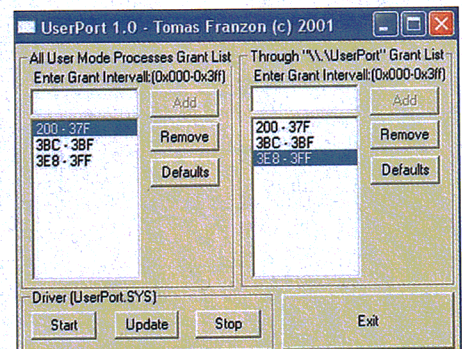 UserPort 1.0 - Tomas Franzon (c) 2001
All User Mode Processes Grant List
Enter Grant Intervall:(0x000-0x3ff)
Add
200 - 37F
3BC - 3BF
3E8 - 3FF
Remove
Defaults
Through "\\.\UserPort" Grant List
Enter Grant Intervall:(0x000-0x3ff)
Add
200 - 37F
3BC - 3BF
3E8 - 3FF
Remove
Defaults
Driver (UserPort.SYS)
Start
Update
Stop
Exit